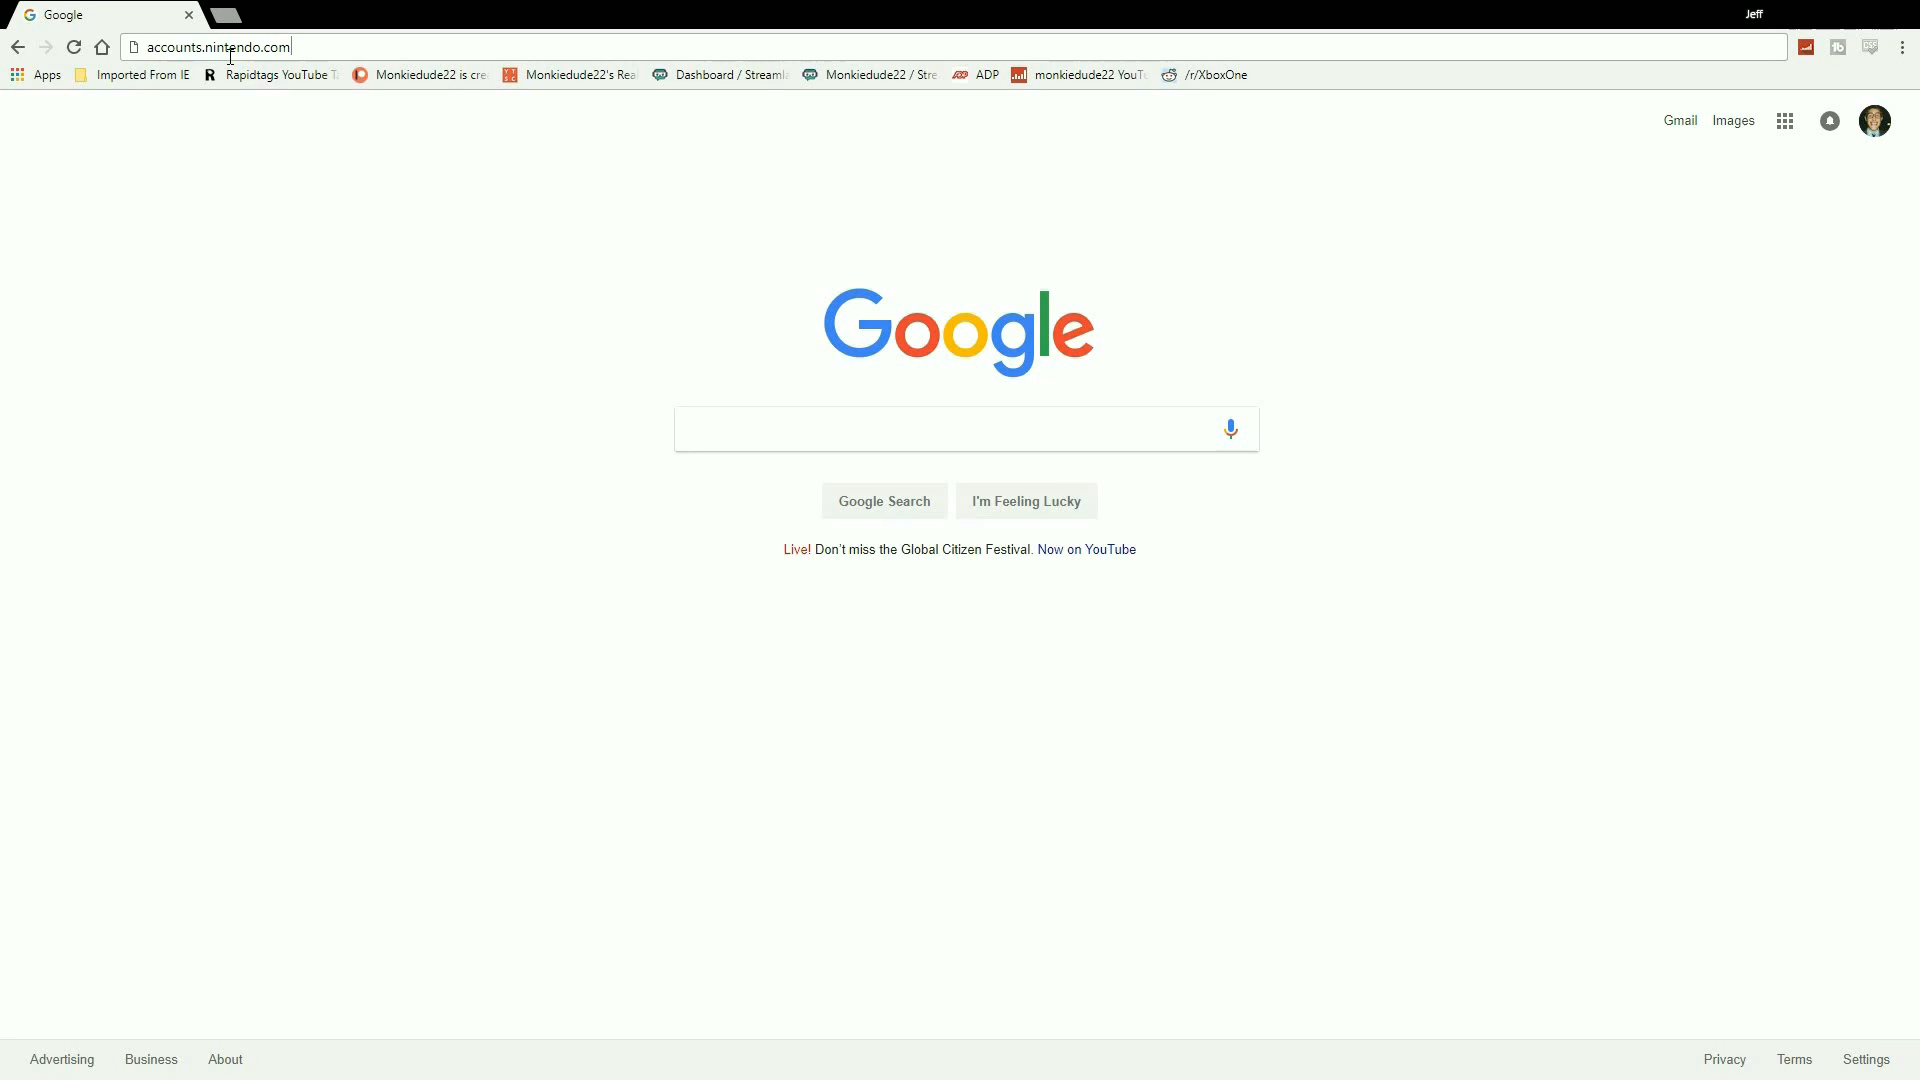 Google
Jeff
accounts.nintendo.com
Apps Imported From IE Rapidtags YouTube Monkiedude22 is cre Monkiedude22's Rea Dashboard / Streamla Monkiedude22 / Stre ADP monkiedude22 YouTu /r/XboxOne
Gmail Images
Google
Google Search I'm Feeling Lucky
Live! Don't miss the Global Citizen Festival. Now on YouTube
Advertising Business About Privacy Terms Settings